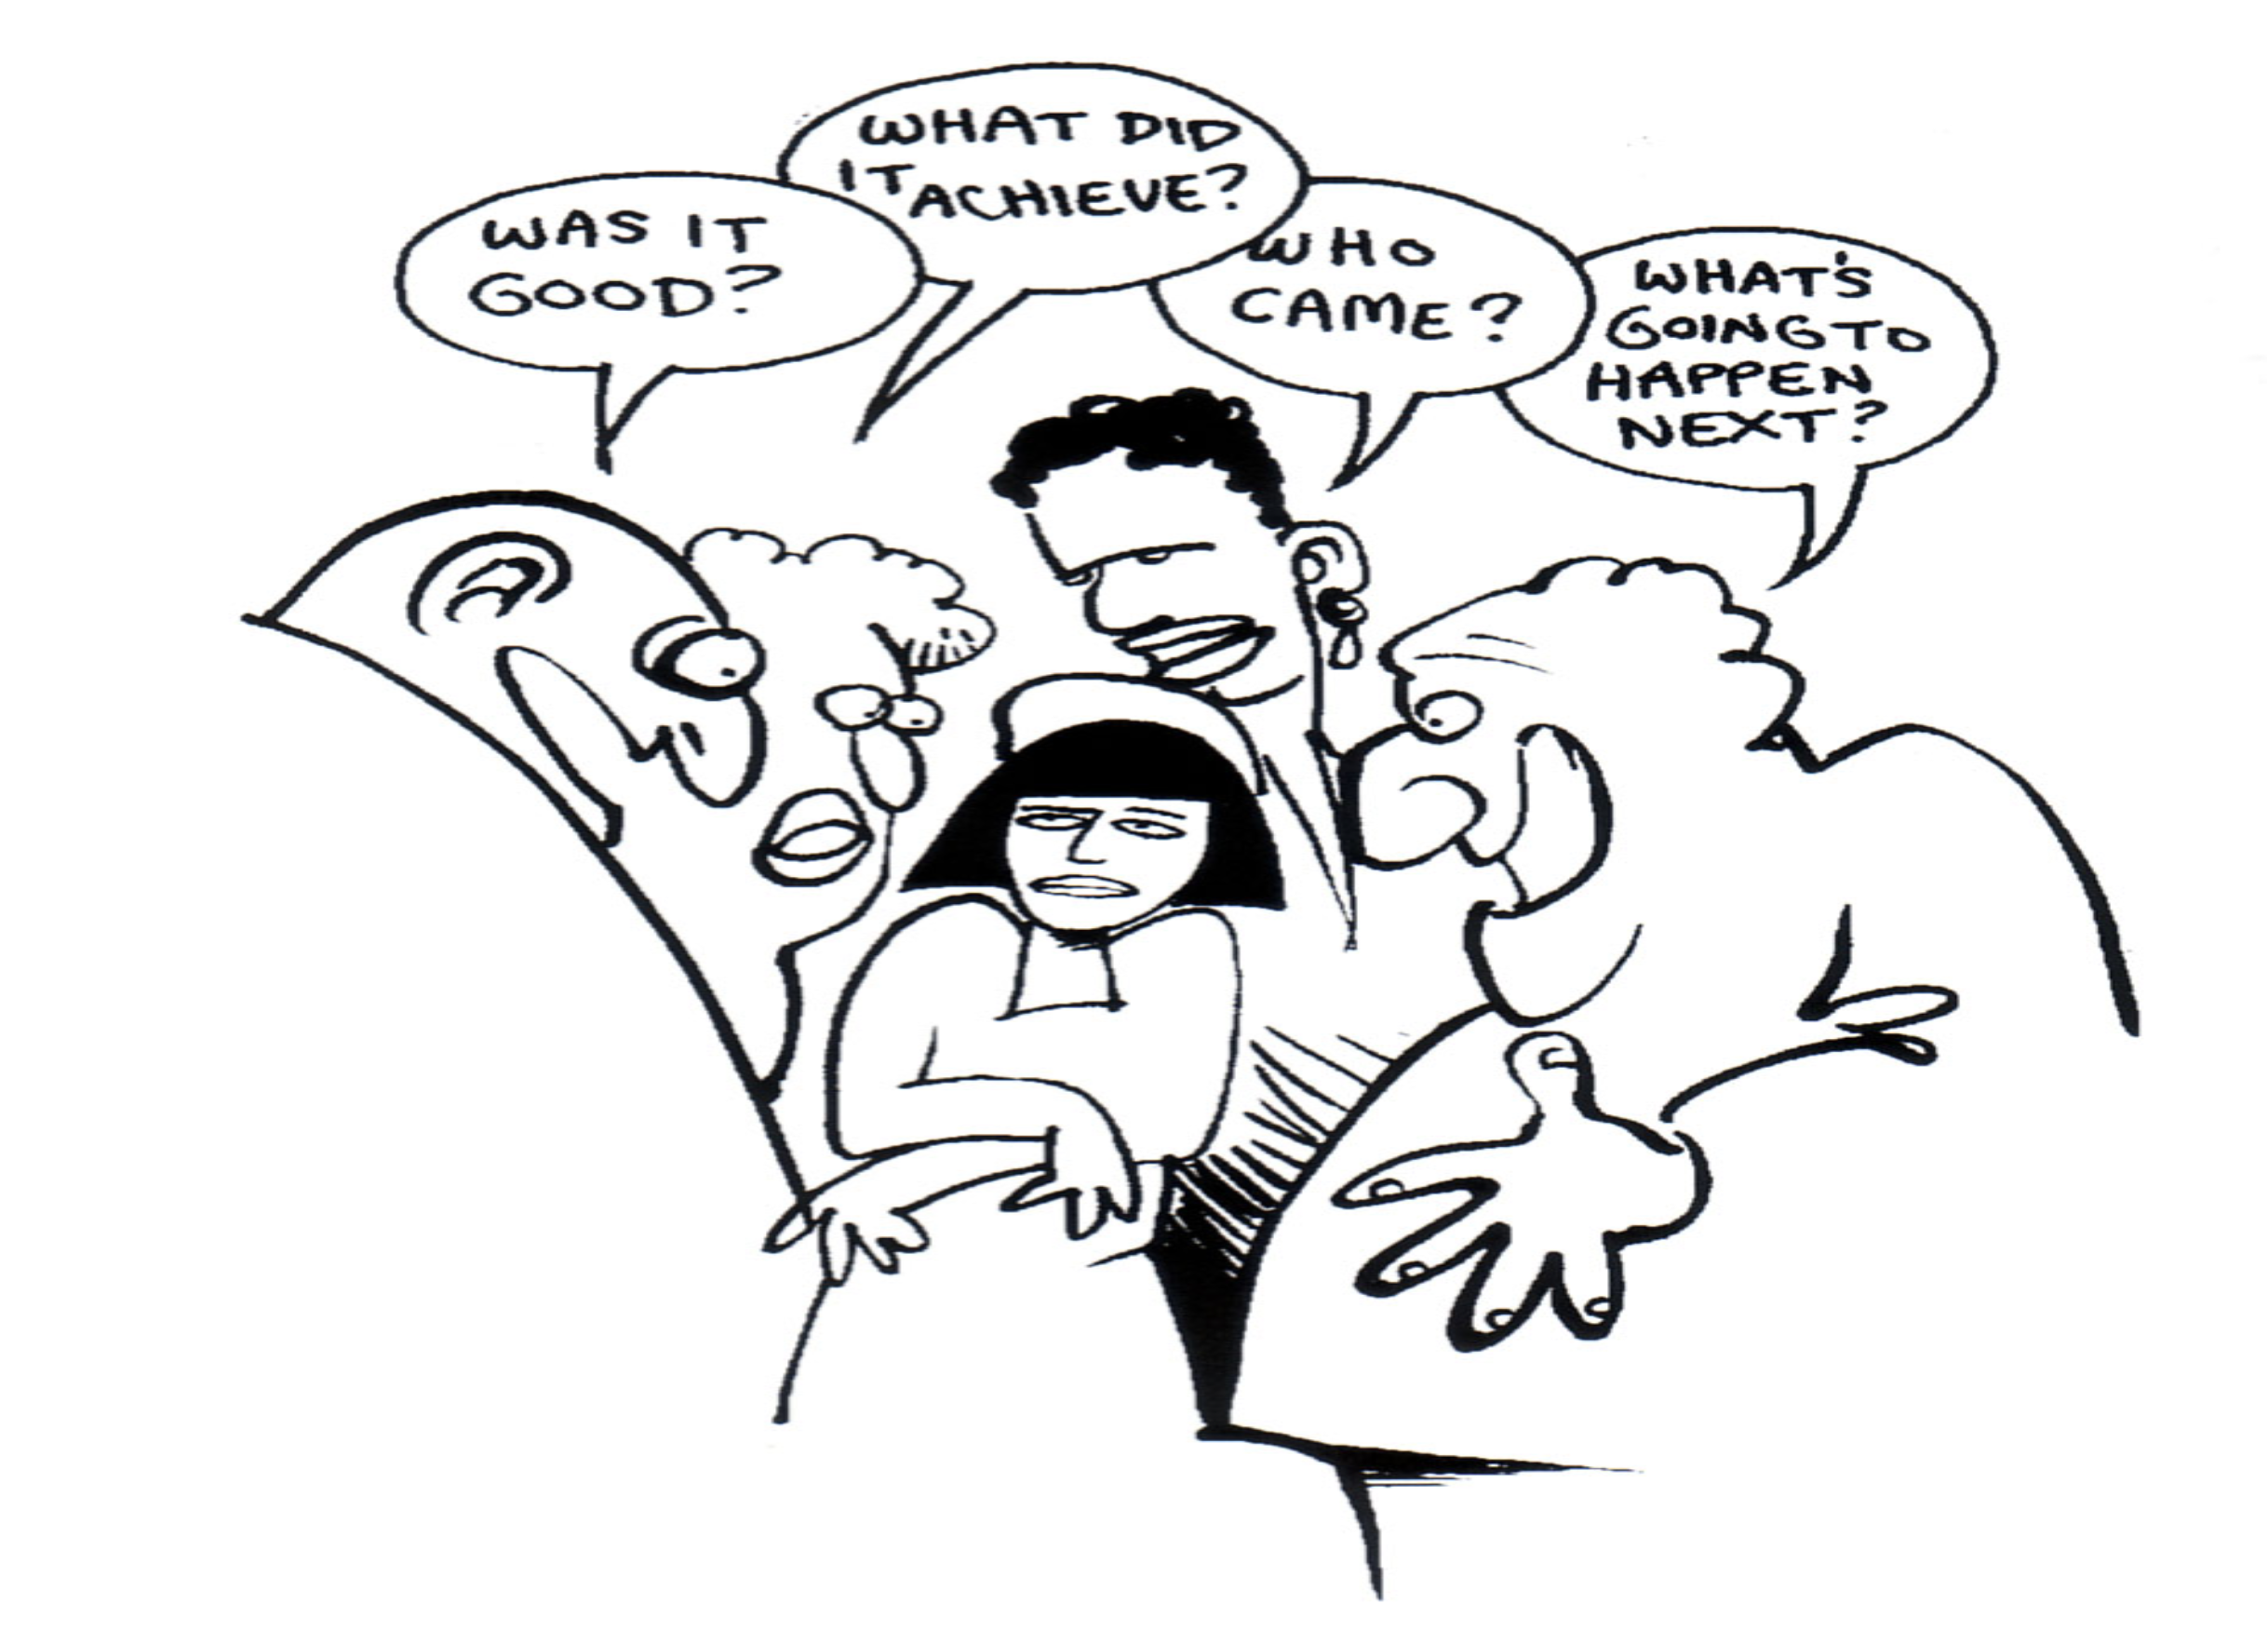 WAS IT
GOOD?
WHAT DID
IT ACHIEVE?
WHO
CAME?
WHAT'S
GOING TO
HAPPEN
NEXT?